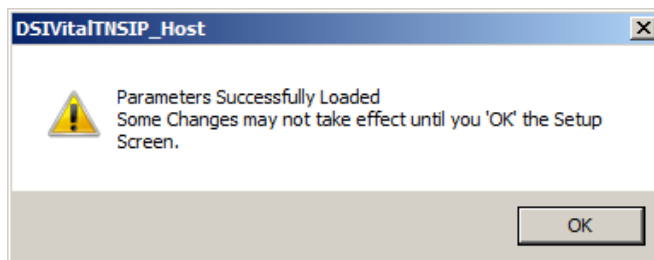 DSIVitalTNSIP_Host
Parameters Successfully Loaded
Some Changes may not take effect until you 'OK' the Setup
Screen.
OK